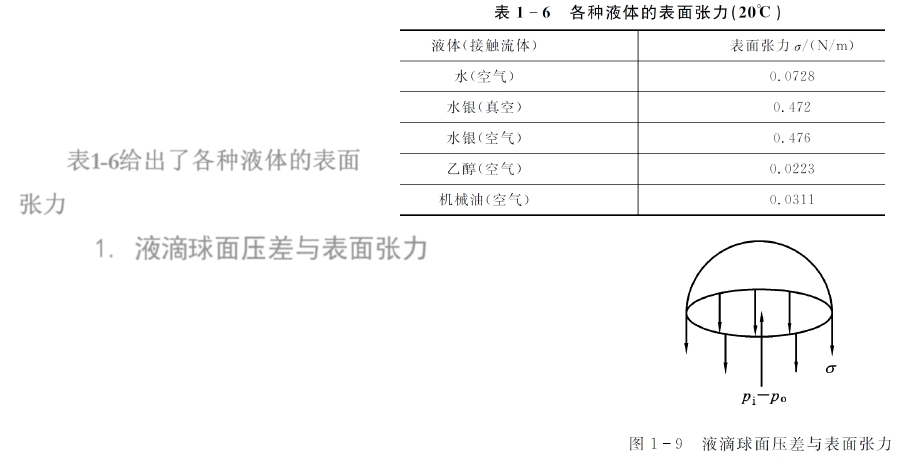 表 1-6 各种液体的表面张力(20℃)
液体(接触流体) 表面张力 σ/(N/m)
水(空气) 0.0728
水银(真空) 0.472
水银(空气) 0.476
乙醇(空气) 0.0223
机械油(空气) 0.0311
表1-6给出了各种液体的表面
张力
1. 液滴球面压差与表面张力
σ
pᵢ-pₒ
图 1-9 液滴球面压差与表面张力